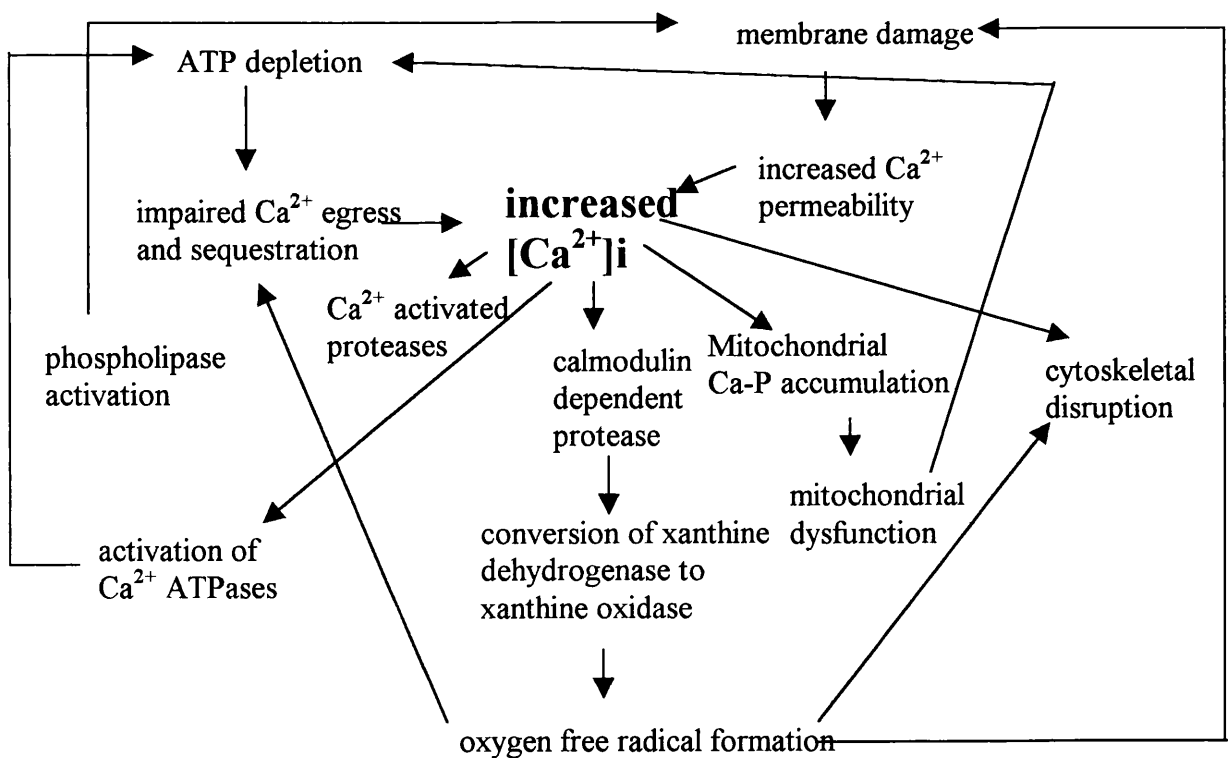 membrane damage
ATP depletion
increased Ca²⁺
permeability
impaired Ca²⁺ egress
and sequestration
increased
[Ca²⁺]i
Ca²⁺ activated
proteases
phospholipase
activation
calmodulin
dependent
protease
Mitochondrial
Ca-P accumulation
cytoskeletal
disruption
mitochondrial
dysfunction
conversion of xanthine
dehydrogenase to
xanthine oxidase
activation of
Ca²⁺ ATPases
oxygen free radical formation